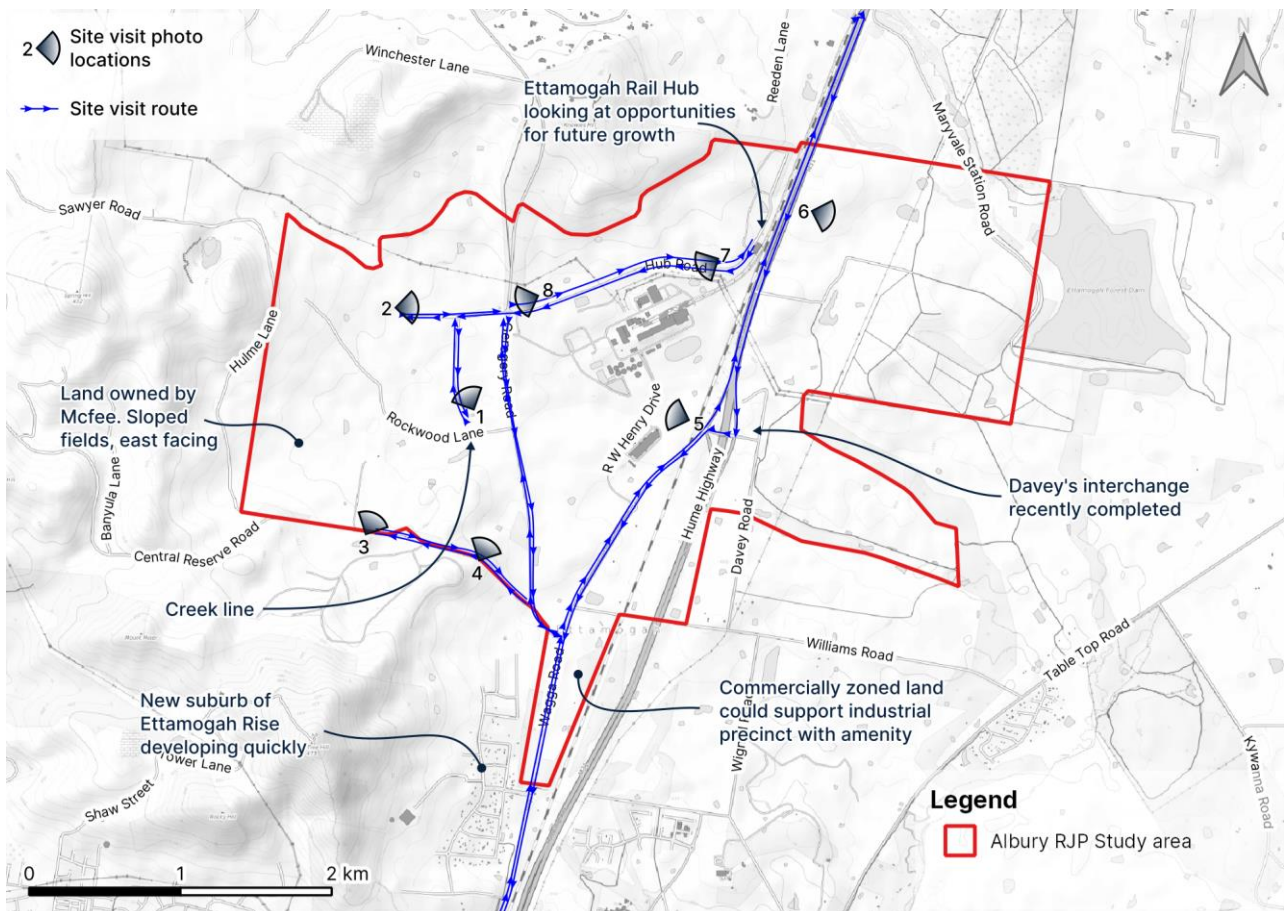 2
Site visit photo
locations
Site visit route
N
Winchester Lane
Reeden Lane
Ettamogah Rail Hub
looking at opportunities
for future growth
Maryvale Station Road
Sawyer Road
6
7
Hub Road
8
2
Ettamogah Forest Dam
Hulme Lane
Gerogery Road
Land owned by
Mcfee. Sloped
fields, east facing
1
Rockwood Lane
R W Henry Drive
5
Hume Highway
Davey's interchange
recently completed
Banyula Lane
Central Reserve Road
3
4
Davey Road
Creek line
Ettamogah
Williams Road
Table Top Road
Wagga Road
New suburb of
Ettamogah Rise
developing quickly
Commercially zoned land
could support industrial
precinct with amenity
Kywanna Road
Shaw Street
Legend
Albury RJP Study area
0
1
2 km